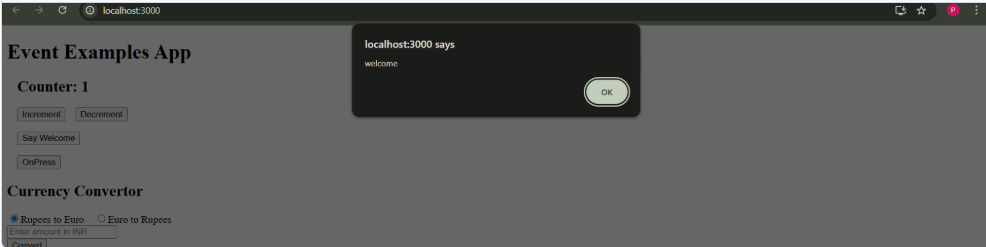 localhost:3000
P
localhost:3000 says
welcome
OK
Event Examples App
Counter: 1
Increment Decrement
Say Welcome
OnPress
Currency Convertor
Rupees to Euro Euro to Rupees
Enter amount in INR
Convert